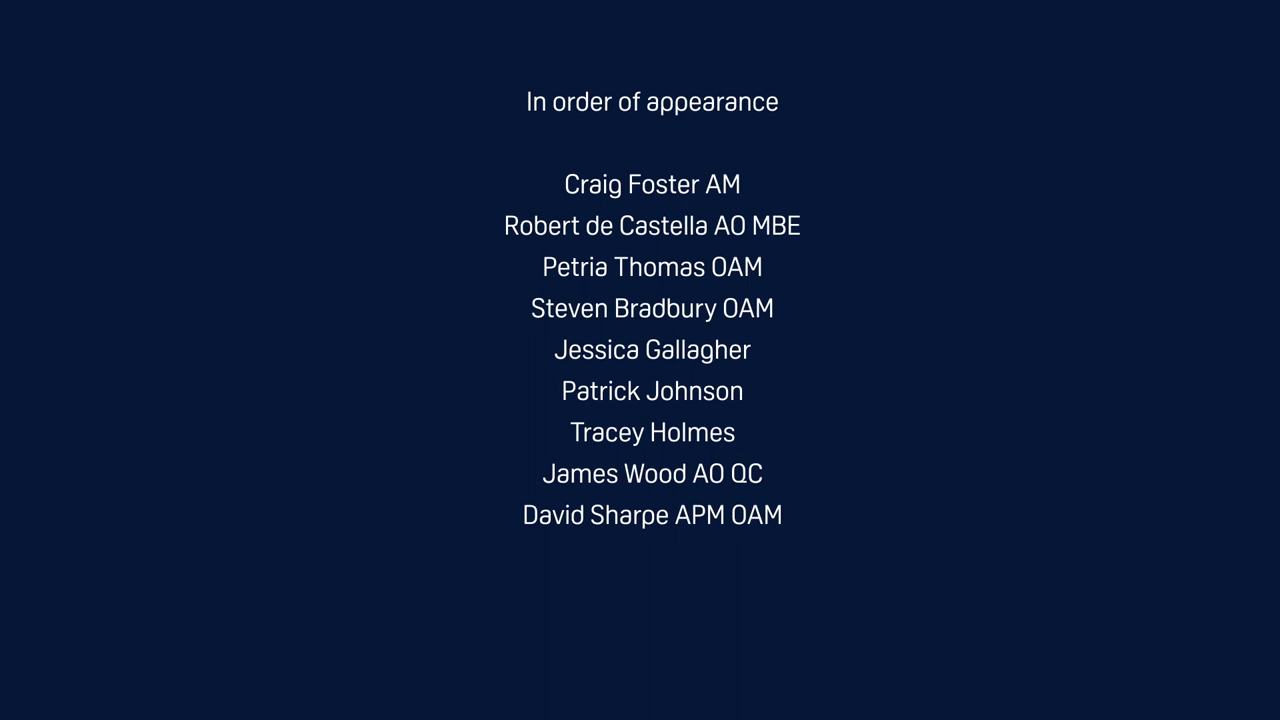 In order of appearance
Craig Foster AM
Robert de Castella AO MBE
Petria Thomas OAM
Steven Bradbury OAM
Jessica Gallagher
Patrick Johnson
Tracey Holmes
James Wood AO QC
David Sharpe APM OAM